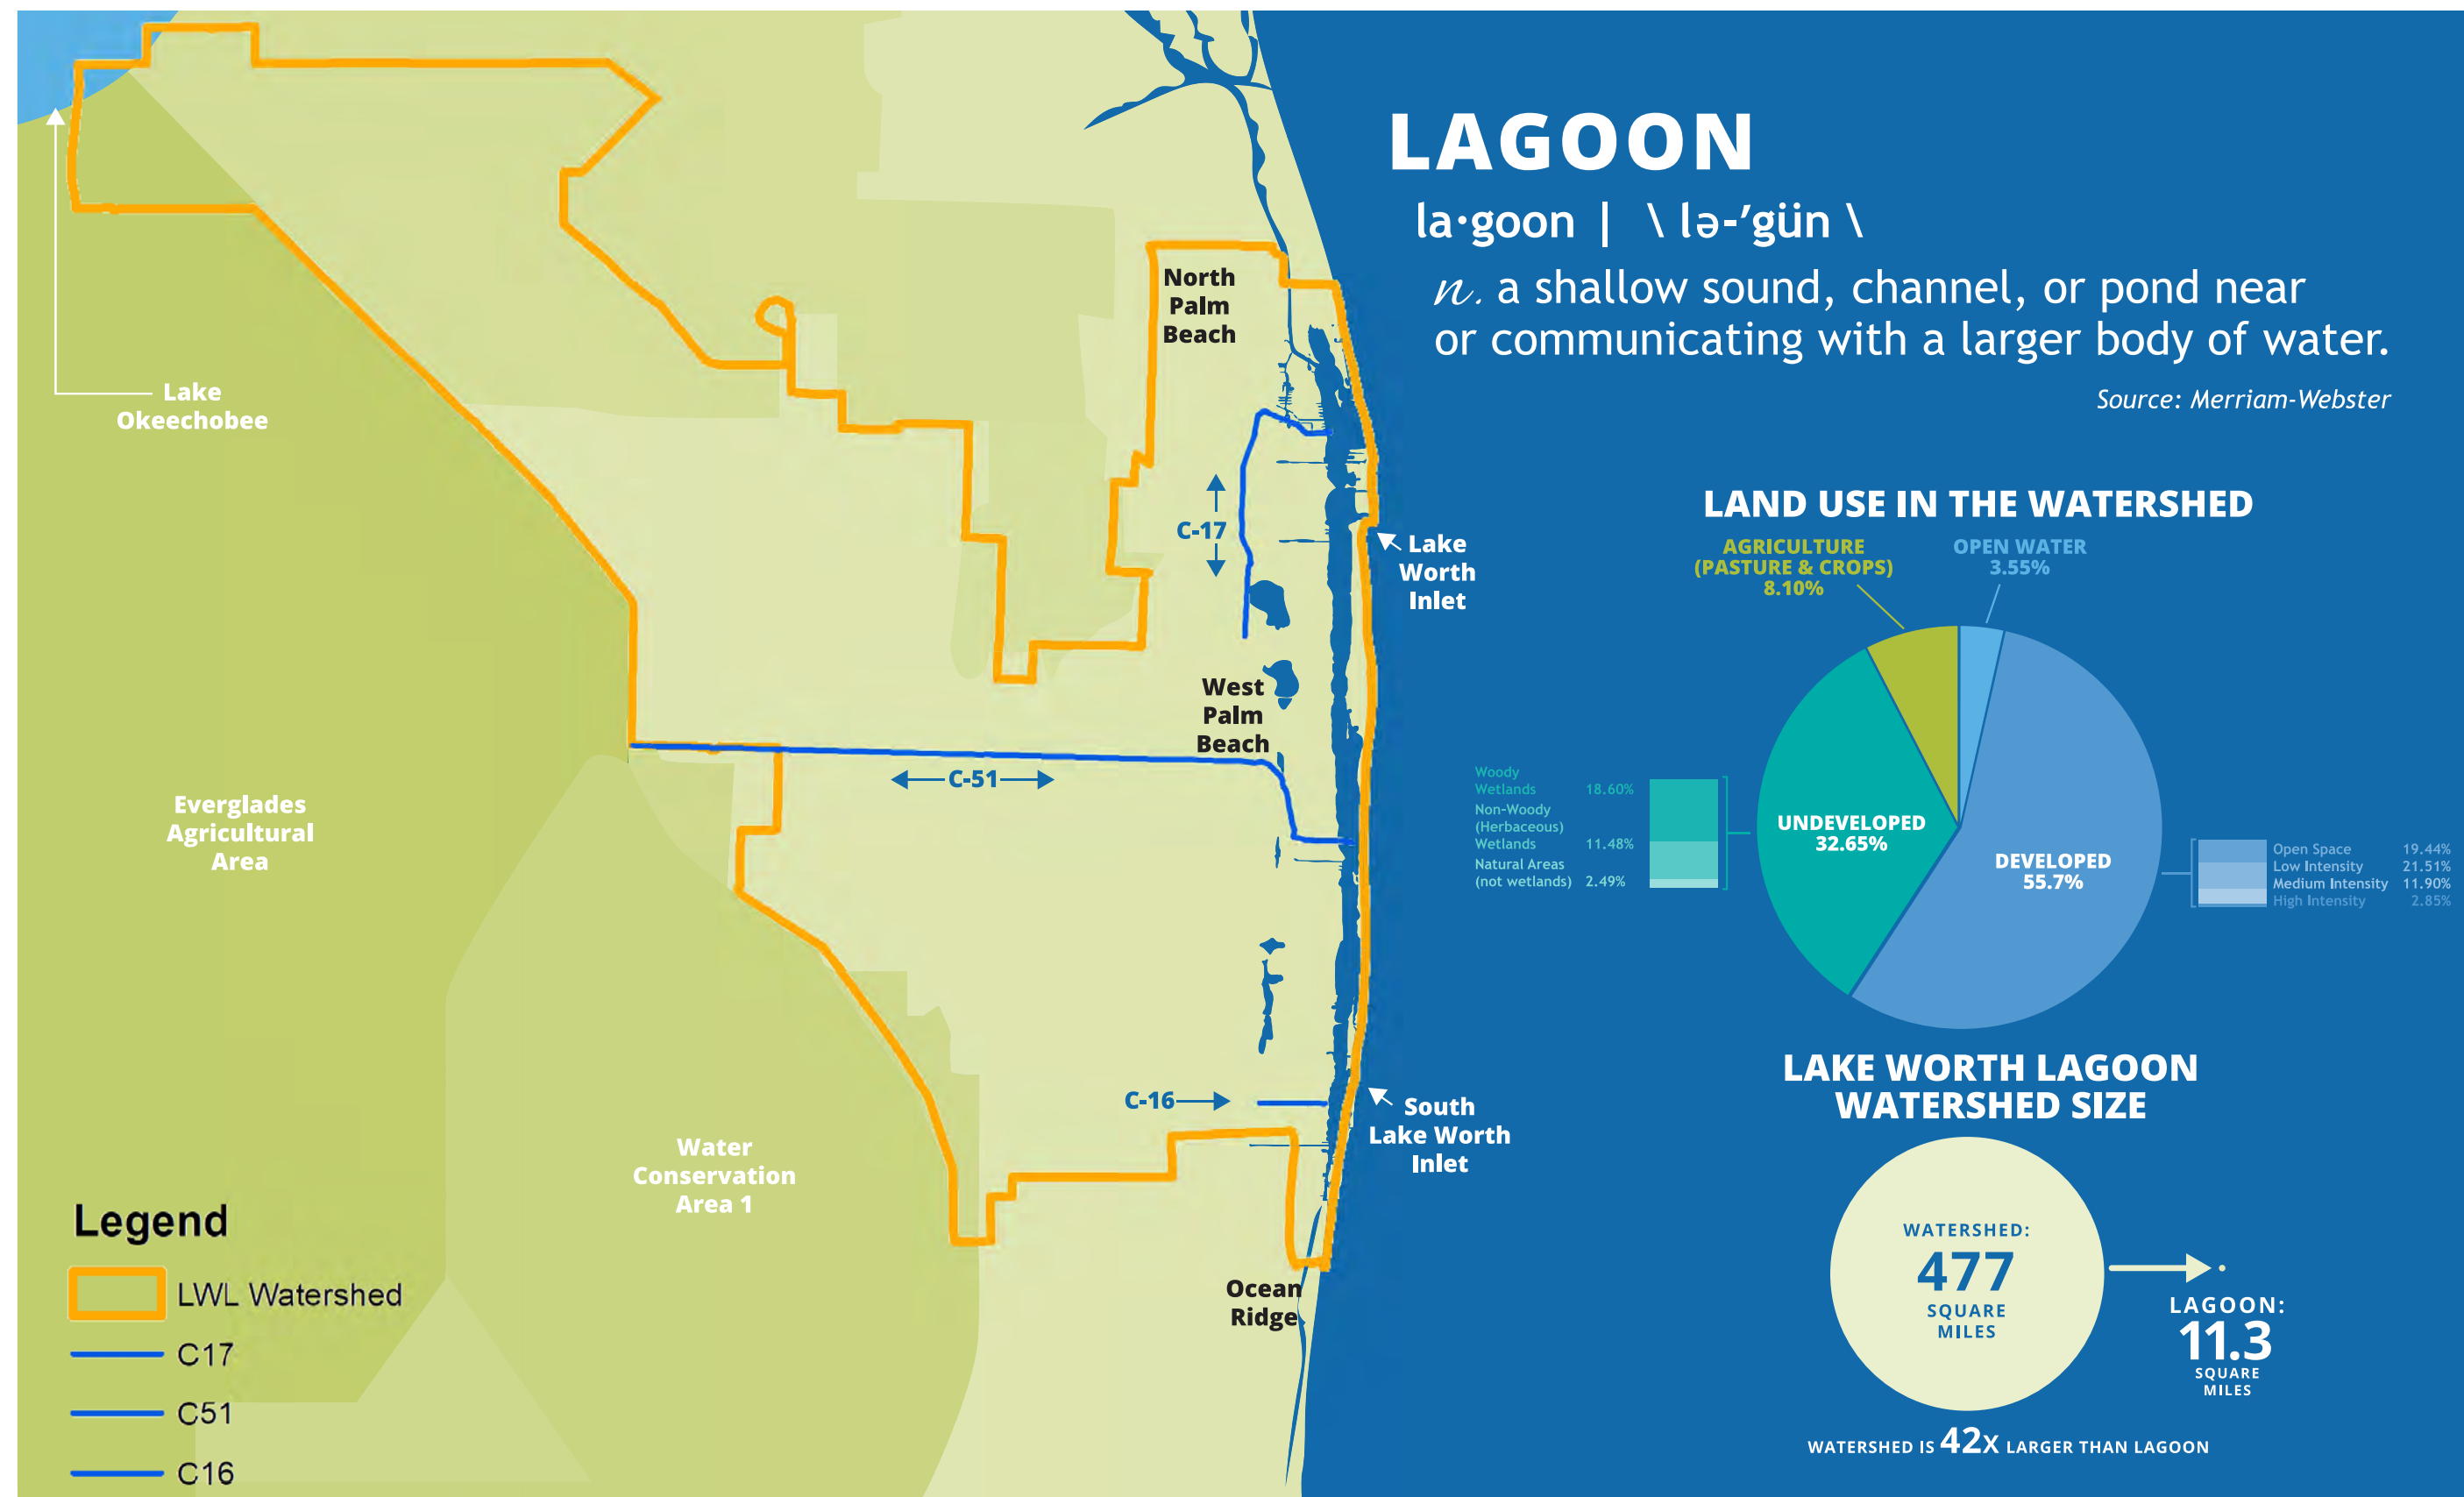 LAGOON
la·goon | \ lə-ʹgün \
n. a shallow sound, channel, or pond near
or communicating with a larger body of water.
Source: Merriam-Webster
North
Palm
Beach
Lake
Okeechobee
C-17
Lake
Worth
Inlet
West
Palm
Beach
C-51
Everglades
Agricultural
Area
C-16
South
Lake Worth
Inlet
Water
Conservation
Area 1
Ocean
Ridge
Legend
LWL Watershed
C17
C51
C16
LAND USE IN THE WATERSHED
AGRICULTURE
(PASTURE & CROPS)
8.10%
OPEN WATER
3.55%
UNDEVELOPED
32.65%
DEVELOPED
55.7%
Woody
Wetlands 18.60%
Non-Woody
(Herbaceous)
Wetlands 11.48%
Natural Areas
(not wetlands) 2.49%
Open Space 19.44%
Low Intensity 21.51%
Medium Intensity 11.90%
High Intensity 2.85%
LAKE WORTH LAGOON
WATERSHED SIZE
WATERSHED:
477
SQUARE
MILES
LAGOON:
11.3
SQUARE
MILES
WATERSHED IS 42X LARGER THAN LAGOON